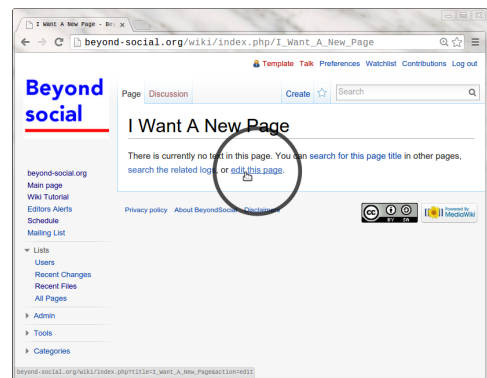 I Want A New Page - Bey
beyond-social.org/wiki/index.php/I_Want_A_New_Page
Template Talk Preferences Watchlist Contributions Log out
Beyond
social
Page Discussion Create Search
I Want A New Page
There is currently no text in this page. You can search for this page title in other pages,
search the related logs, or edit this page.
beyond-social.org
Main page
Wiki Tutorial
Editors Alerts
Schedule
Mailing List
Lists
Users
Recent Changes
Recent Files
All Pages
Admin
Tools
Categories
Privacy policy About BeyondSocial Disclaimers
cc BY SA
Powered By
MediaWiki
beyond-social.org/wiki/index.php?title=I_Want_A_New_Page&action=edit